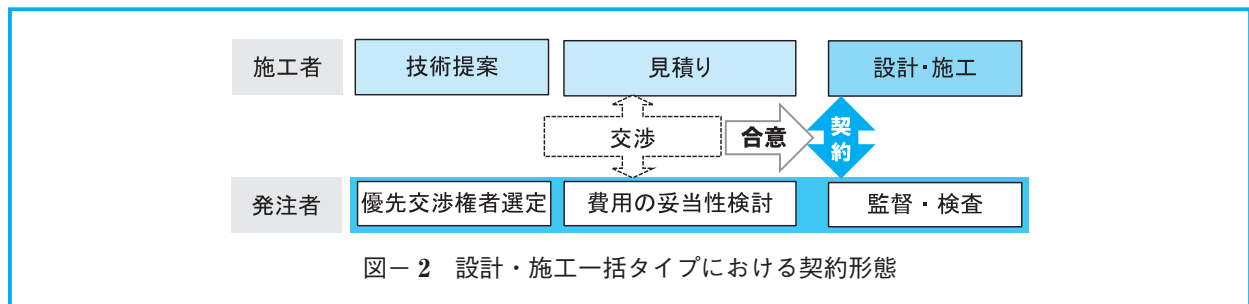 施工者
技術提案
見積り
設計・施工
交渉
合意
契約
発注者
優先交渉権者選定
費用の妥当性検討
監督・検査
図－2 設計・施工一括タイプにおける契約形態